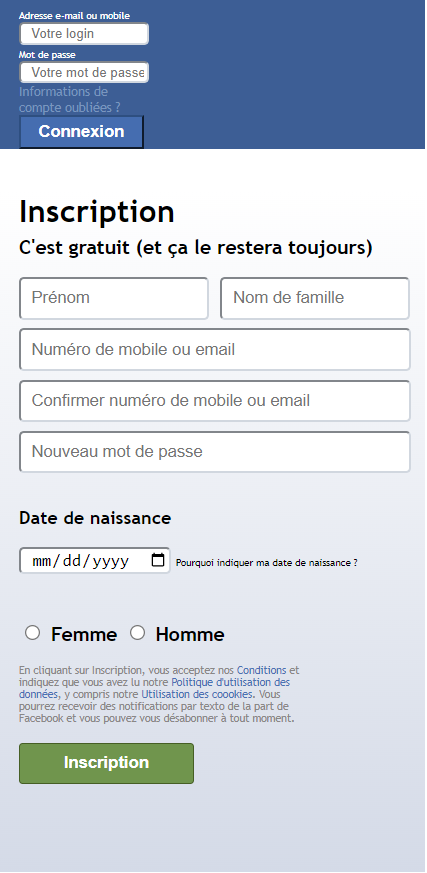 Adresse e-mail ou mobile
Votre login
Mot de passe
Votre mot de passe
Informations de
compte oubliées ?
Connexion
Inscription
C'est gratuit (et ça le restera toujours)
Prénom
Nom de famille
Numéro de mobile ou email
Confirmer numéro de mobile ou email
Nouveau mot de passe
Date de naissance
mm/dd/yyyy
Pourquoi indiquer ma date de naissance ?
Femme
Homme
En cliquant sur Inscription, vous acceptez nos Conditions et
indiquez que vous avez lu notre Politique d'utilisation des
données, y compris notre Utilisation des coookies. Vous
pourrez recevoir des notifications par texto de la part de
Facebook et vous pouvez vous désabonner à tout moment.
Inscription